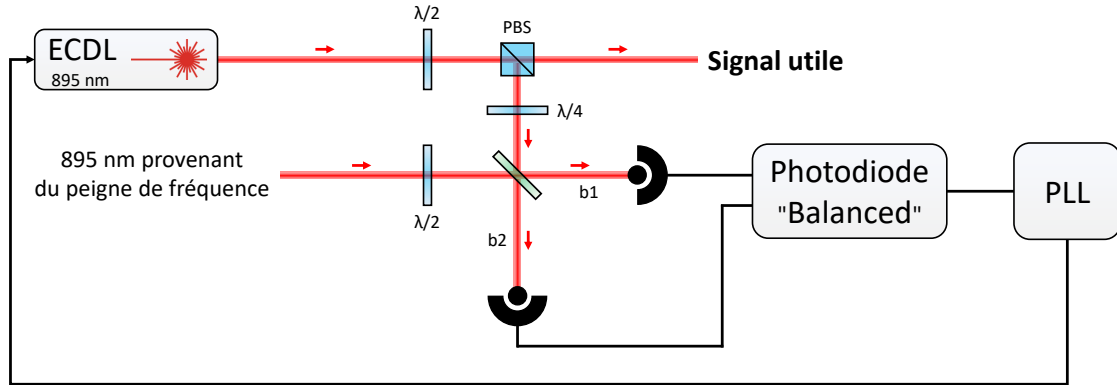 λ/2
PBS
ECDL
895 nm
Signal utile
λ/4
895 nm provenant
du peigne de fréquence
λ/2
b1
b2
Photodiode
"Balanced"
PLL